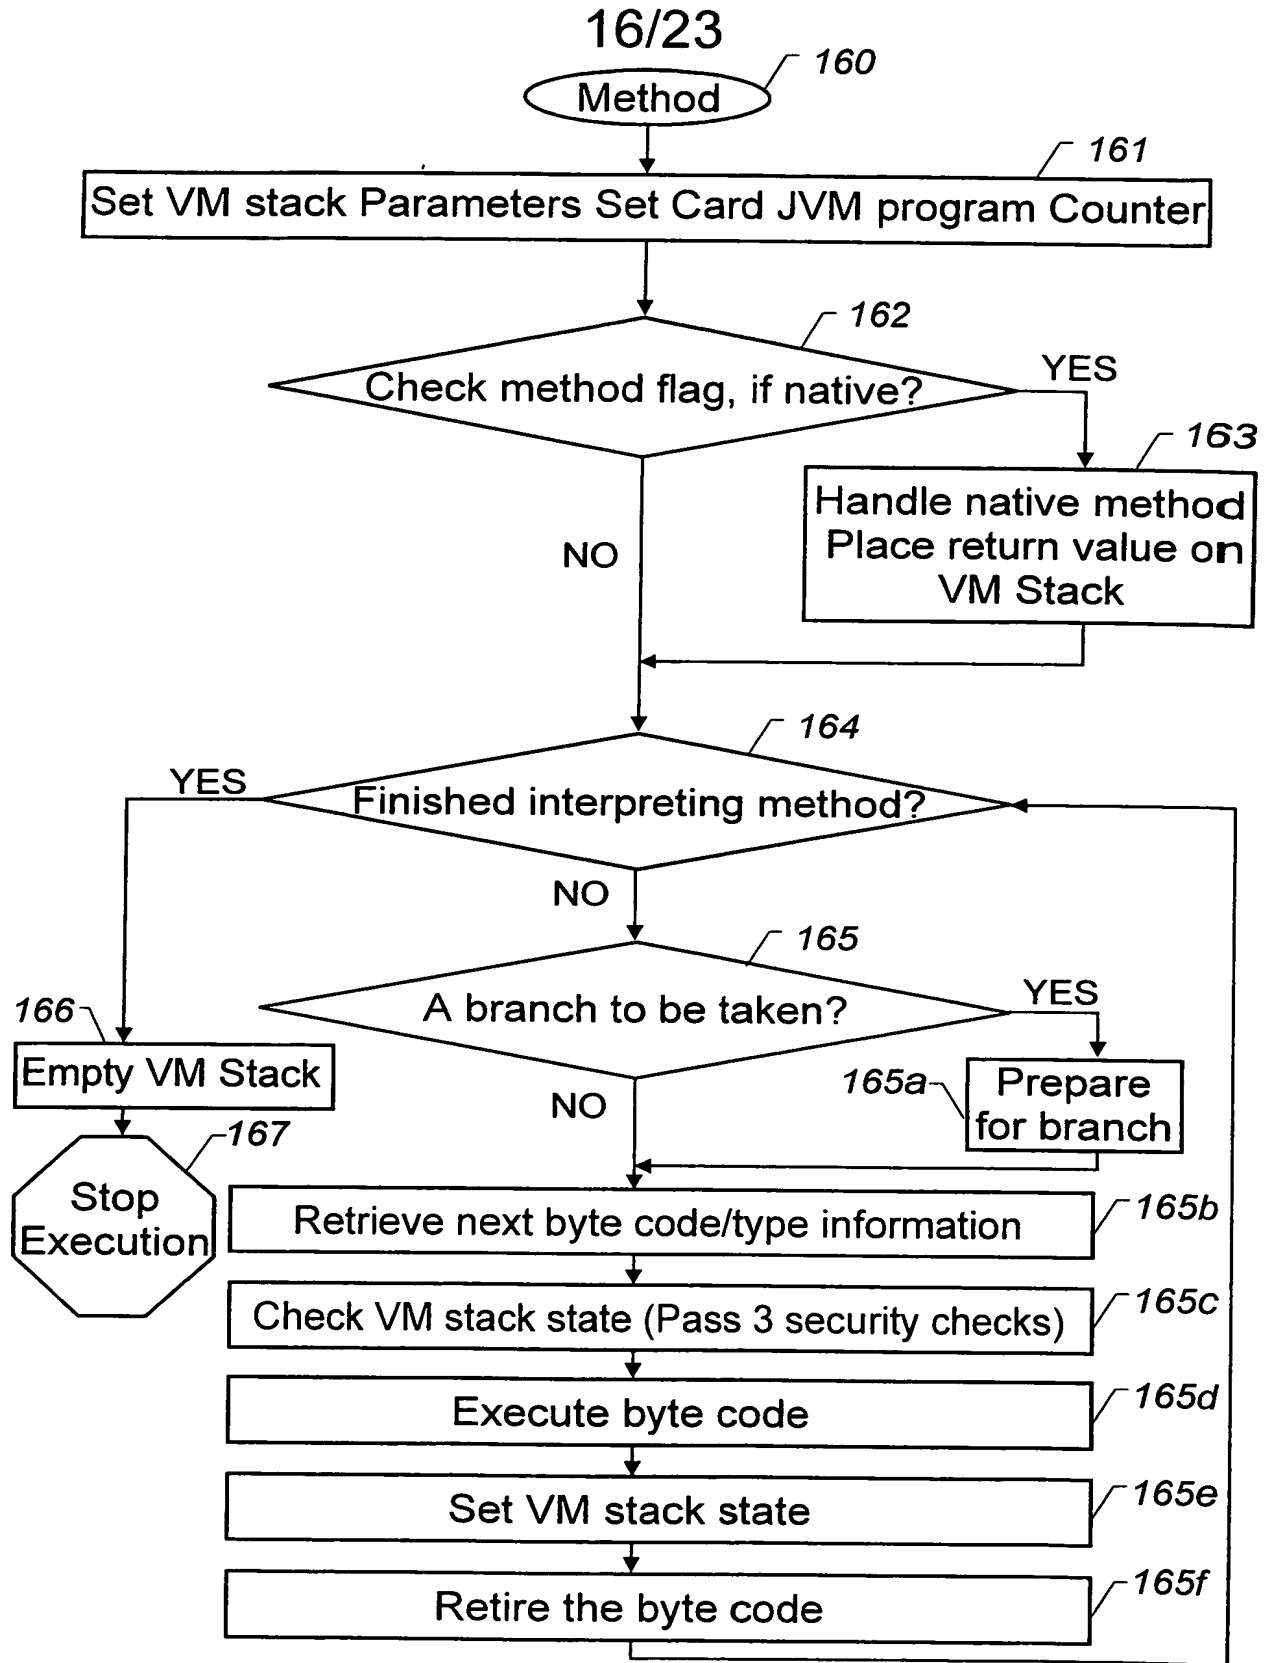 16/23
160
Method
161
Set VM stack Parameters Set Card JVM program Counter
162
Check method flag, if native?
YES
163
Handle native method
Place return value on
VM Stack
NO
164
YES
Finished interpreting method?
NO
165
A branch to be taken?
YES
166
Empty VM Stack
165a
Prepare
for branch
NO
167
Stop
Execution
Retrieve next byte code/type information
165b
Check VM stack state (Pass 3 security checks)
165c
Execute byte code
165d
Set VM stack state
165e
Retire the byte code
165f